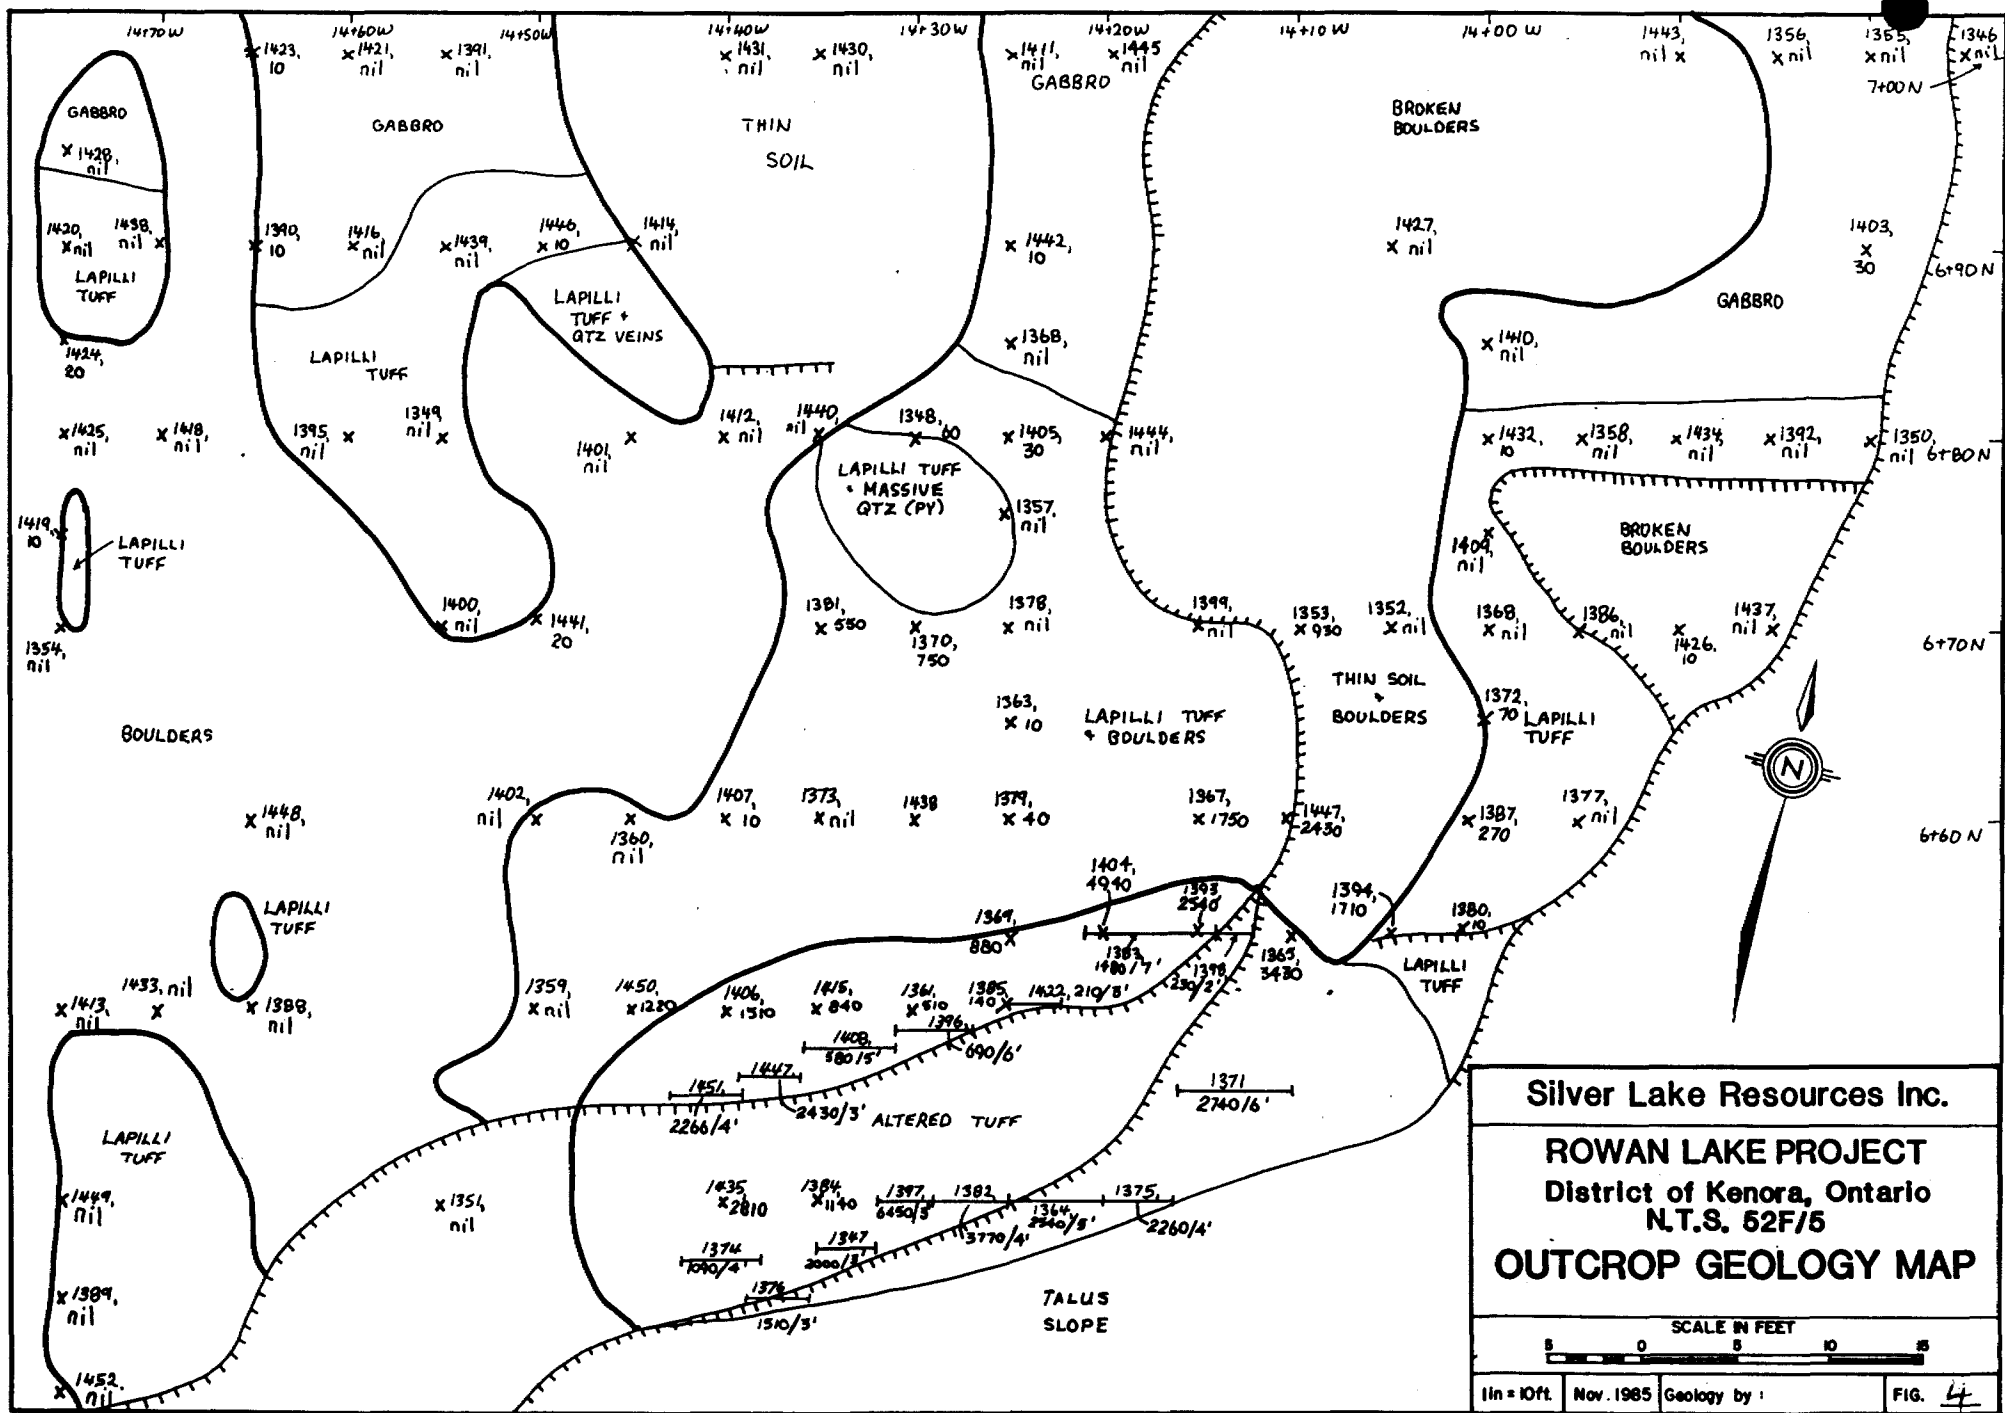 14+70W 14+60W 14+50W 14+40W 14+30W 14+20W 14+10W 14+00W
1423, 10
1421, nil
1391, nil
1431, nil
1430, nil
1411, nil
1445 nil
1443, nil
1356, nil
1355, nil
1346 nil
7+00N
GABBRO
1428, nil
GABBRO
THIN
SOIL
GABBRO
BROKEN
BOULDERS
1420, nil
1438, nil
LAPILLI
TUFF
1390, 10
1416, nil
1439, nil
1446, 10
1414, nil
1442, 10
1427, nil
1403, 30
6+90N
GABBRO
LAPILLI
TUFF +
QTZ VEINS
1424, 20
LAPILLI
TUFF
1368, nil
1410, nil
1425, nil
1418, nil
1395, nil
1349, nil
1401, nil
1412, nil
1440, nil
1348, 60
1405, 30
1444, nil
1432, 10
1358, nil
1434, nil
1392, nil
1350, nil
6+80N
LAPILLI TUFF
+ MASSIVE
QTZ (PY)
1357, nil
1419, 10
LAPILLI
TUFF
1409, nil
BROKEN
BOULDERS
1354, nil
1400, nil
1441, 20
1381, 550
1370, 750
1378, nil
1399, nil
1353, 930
1352, nil
1368, nil
1386, nil
1426, 10
1437, nil
6+70N
BOULDERS
1363, 10
LAPILLI TUFF
& BOULDERS
THIN SOIL
+
BOULDERS
1372, 70
LAPILLI
TUFF
N
1448, nil
1402, nil
1360, nil
1407, 10
1373, nil
1438
1379, 40
1367, 1750
1447, 2430
1387, 270
1377, nil
6+60N
LAPILLI
TUFF
1369, 880
1404, 4940
1393 2540
1383 1480/7'
1398 230/2'
1365, 3430
1394, 1710
1380, 10
LAPILLI
TUFF
1413, nil
1433, nil
1388, nil
1359, nil
1450, 1220
1406, 1510
1415, 840
1361, 510
1385, 140
1422, 210/8'
1396, 690/6'
1408, 580/5'
1447, 2430/3'
1451, 2266/4'
ALTERED TUFF
1371 2740/6'
LAPILLI
TUFF
1449, nil
1351, nil
1435 2810
1384, 1140
1397, 6450/3'
1382, 3770/4'
1364, 2540/5'
1375, 2260/4'
1374 1090/4'
1347 2000/3'
1376 1510/3'
1389, nil
TALUS
SLOPE
1452, nil
Silver Lake Resources Inc.
ROWAN LAKE PROJECT
District of Kenora, Ontario
N.T.S. 52F/5
OUTCROP GEOLOGY MAP
SCALE IN FEET
5 0 5 10 15
1in = 10ft. Nov. 1985 Geology by : FIG. 4